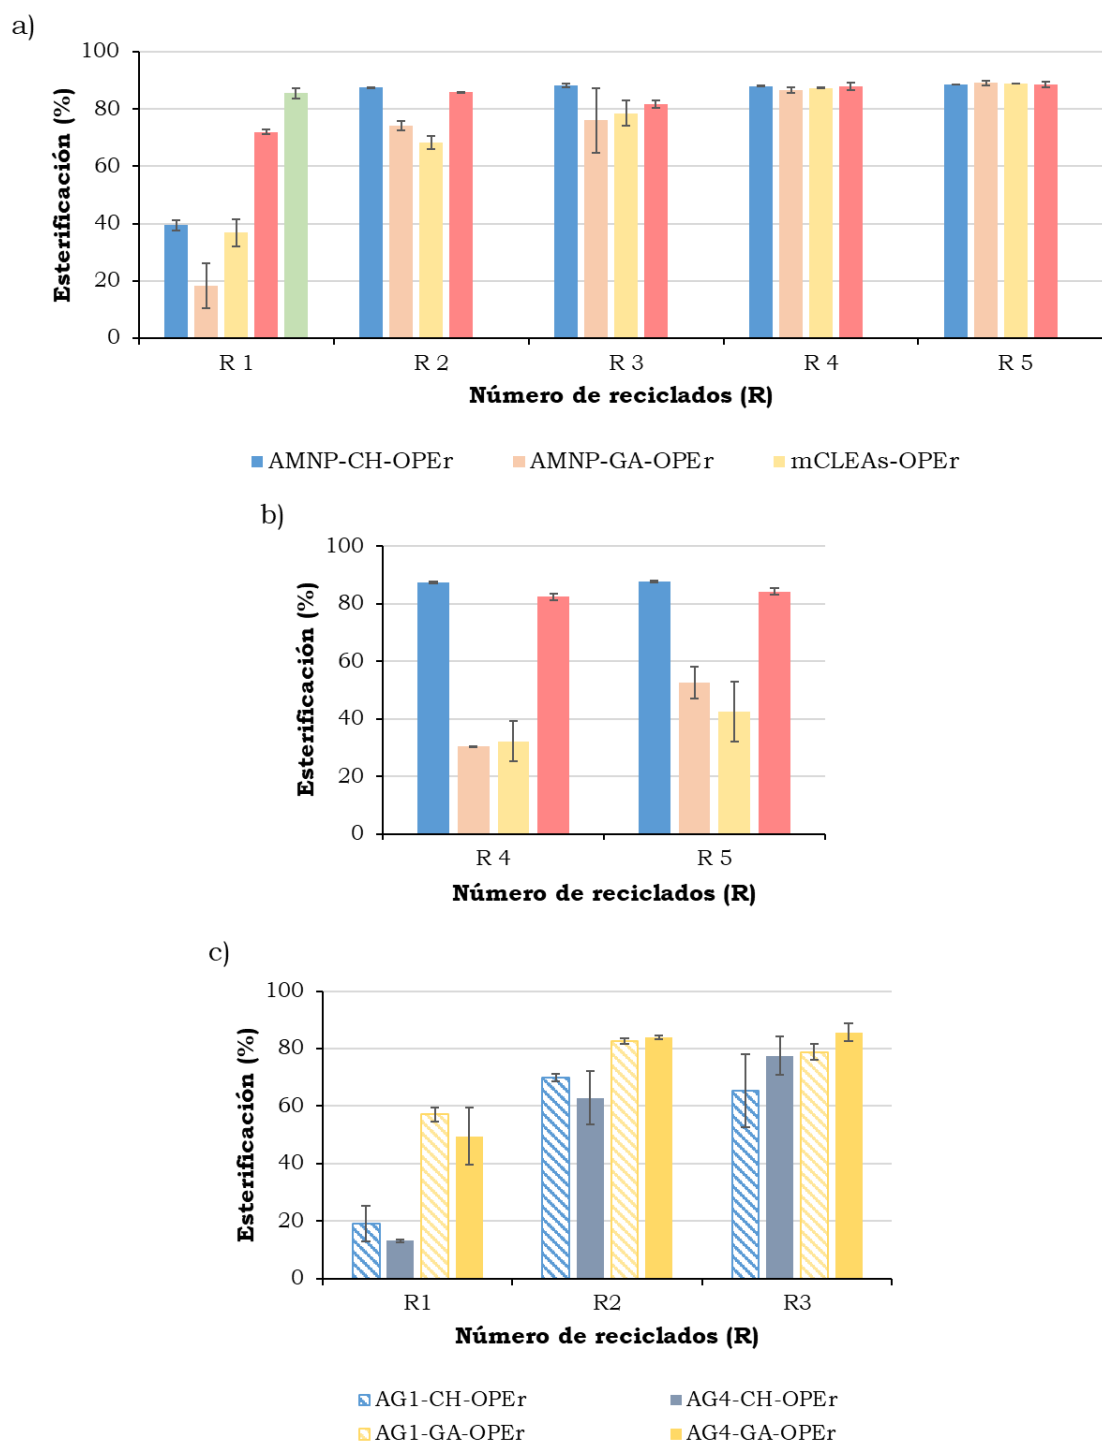 a)
100
80
60
40
20
0
Esterificación (%)
R 1 R 2 R 3 R 4 R 5
Número de reciclados (R)
AMNP-CH-OPEr AMNP-GA-OPEr mCLEAs-OPEr
b)
100
80
60
40
20
0
Esterificación (%)
R 4 R 5
Número de reciclados (R)
c)
100
80
60
40
20
0
Esterificación (%)
R1 R2 R3
Número de reciclados (R)
AG1-CH-OPEr AG4-CH-OPEr
AG1-GA-OPEr AG4-GA-OPEr